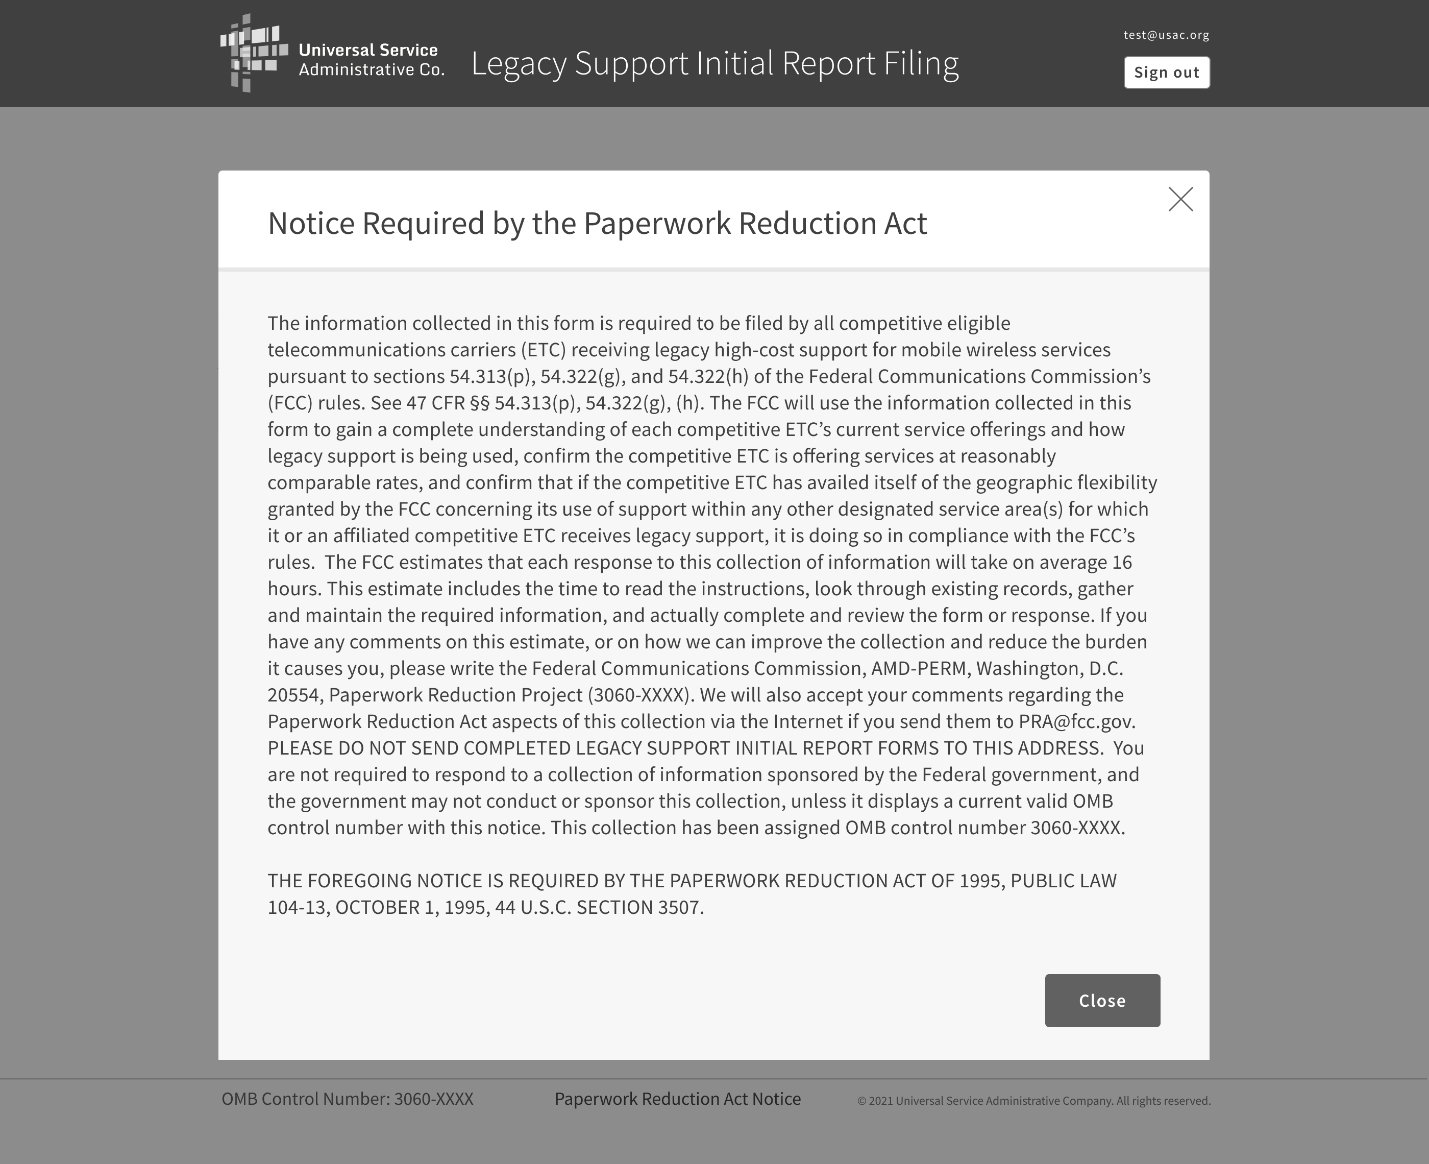 Universal Service
Administrative Co.
Legacy Support Initial Report Filing
test@usac.org
Sign out
Notice Required by the Paperwork Reduction Act
The information collected in this form is required to be filed by all competitive eligible
telecommunications carriers (ETC) receiving legacy high-cost support for mobile wireless services
pursuant to sections 54.313(p), 54.322(g), and 54.322(h) of the Federal Communications Commission’s
(FCC) rules. See 47 CFR §§ 54.313(p), 54.322(g), (h). The FCC will use the information collected in this
form to gain a complete understanding of each competitive ETC’s current service offerings and how
legacy support is being used, confirm the competitive ETC is offering services at reasonably
comparable rates, and confirm that if the competitive ETC has availed itself of the geographic flexibility
granted by the FCC concerning its use of support within any other designated service area(s) for which
it or an affiliated competitive ETC receives legacy support, it is doing so in compliance with the FCC’s
rules.  The FCC estimates that each response to this collection of information will take on average 16
hours. This estimate includes the time to read the instructions, look through existing records, gather
and maintain the required information, and actually complete and review the form or response. If you
have any comments on this estimate, or on how we can improve the collection and reduce the burden
it causes you, please write the Federal Communications Commission, AMD-PERM, Washington, D.C.
20554, Paperwork Reduction Project (3060-XXXX). We will also accept your comments regarding the
Paperwork Reduction Act aspects of this collection via the Internet if you send them to PRA@fcc.gov.
PLEASE DO NOT SEND COMPLETED LEGACY SUPPORT INITIAL REPORT FORMS TO THIS ADDRESS.  You
are not required to respond to a collection of information sponsored by the Federal government, and
the government may not conduct or sponsor this collection, unless it displays a current valid OMB
control number with this notice. This collection has been assigned OMB control number 3060-XXXX.
THE FOREGOING NOTICE IS REQUIRED BY THE PAPERWORK REDUCTION ACT OF 1995, PUBLIC LAW
104-13, OCTOBER 1, 1995, 44 U.S.C. SECTION 3507.
Close
OMB Control Number: 3060-XXXX
Paperwork Reduction Act Notice
© 2021 Universal Service Administrative Company. All rights reserved.